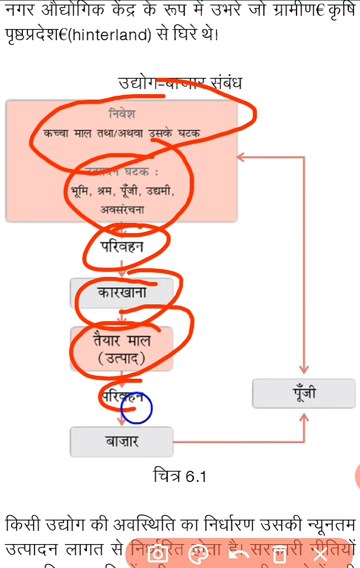 नगर औद्योगिक केंद्र के रूप में उभरे जो ग्रामीण€कृषि
पृष्ठप्रदेश€(hinterland) से घिरे थे।
उद्योग-बाजार संबंध
निवेश
कच्चा माल तथा/अथवा उसके घटक
घटक :
भूमि, श्रम, पूँजी, उद्यमी,
अवसंरचना
परिवहन
कारखाना
तैयार माल
(उत्पाद)
परिवहन
बाजार
पूँजी
चित्र 6.1
किसी उद्योग की अवस्थिति का निर्धारण उसकी न्यूनतम
उत्पादन लागत से निर्धारित होता है। सरकारी नीतियों